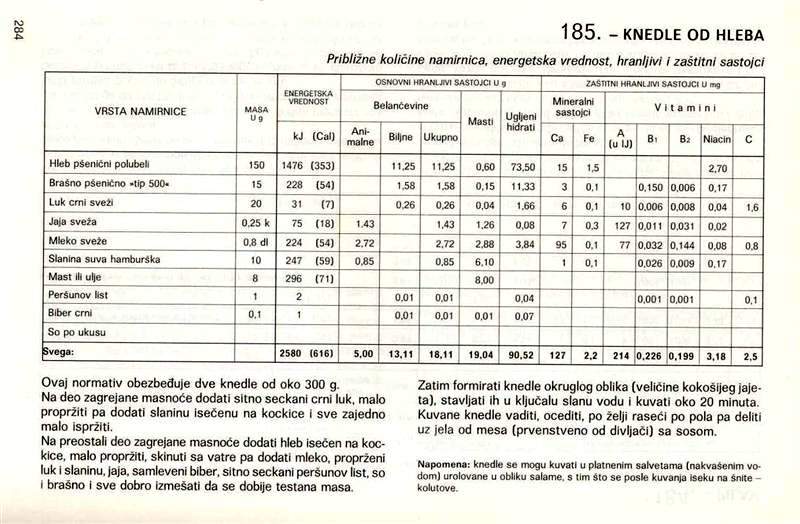 284
185. – KNEDLE OD HLEBA
Približne količine namirnica, energetska vrednost, hranljivi i zaštitni sastojci
VRSTA NAMIRNICE MASA U g ENERGETSKA VREDNOST OSNOVNI HRANLJIVI SASTOJCI U g ZAŠTITNI HRANLJIVI SASTOJCI U mg
Belančevine Masti Ugljeni hidrati Mineralni sastojci Vitamini
kJ (Cal) Ani-malne Biljne Ukupno Ca Fe A (u IJ) B1 B2 Niacin C
Hleb pšenični polubeli 150 1476 (353) 11,25 11,25 0,60 73,50 15 1,5 2,70
Brašno pšenično »tip 500« 15 228 (54) 1,58 1,58 0,15 11,33 3 0,1 0,150 0,006 0,17
Luk crni sveži 20 31 (7) 0,26 0,26 0,04 1,66 6 0,1 10 0,006 0,008 0,04 1,6
Jaja sveža 0,25 k 75 (18) 1.43 1,43 1,26 0,08 7 0,3 127 0,011 0,031 0,02
Mleko sveže 0,8 dl 224 (54) 2,72 2,72 2,88 3,84 95 0,1 77 0,032 0,144 0,08 0,8
Slanina suva hamburška 10 247 (59) 0,85 0,85 6,10 1 0,1 0,026 0,009 0,17
Mast ili ulje 8 296 (71) 8,00
Peršunov list 1 2 0,01 0,01 0,04 0,001 0,001 0,1
Biber crni 0,1 1 0,01 0,01 0,01 0,07
So po ukusu
Svega: 2580 (616) 5,00 13,11 18,11 19,04 90,52 127 2,2 214 0,226 0,199 3,18 2,5
Ovaj normativ obezbeđuje dve knedle od oko 300 g.
Na deo zagrejane masnoće dodati sitno seckani crni luk, malo
propržiti pa dodati slaninu isečenu na kockice i sve zajedno
malo ispržiti.
Na preostali deo zagrejane masnoće dodati hleb isečen na koc-
kice, malo propržiti, skinuti sa vatre pa dodati mleko, proprženi
luk i slaninu, jaja, samleveni biber, sitno seckani peršunov list, so
i brašno i sve dobro izmešati da se dobije testana masa.
Zatim formirati knedle okruglog oblika (veličine kokošijeg jaje-
ta), stavljati ih u ključalu slanu vodu i kuvati oko 20 minuta.
Kuvane knedle vaditi, ocediti, po želji raseći po pola pa deliti
uz jela od mesa (prvenstveno od divljači) sa sosom.
Napomena: knedle se mogu kuvati u platnenim salvetama (nakvašenim vo-
dom) urolovane u obliku salame, s tim što se posle kuvanja iseku na šnite –
kolutove.